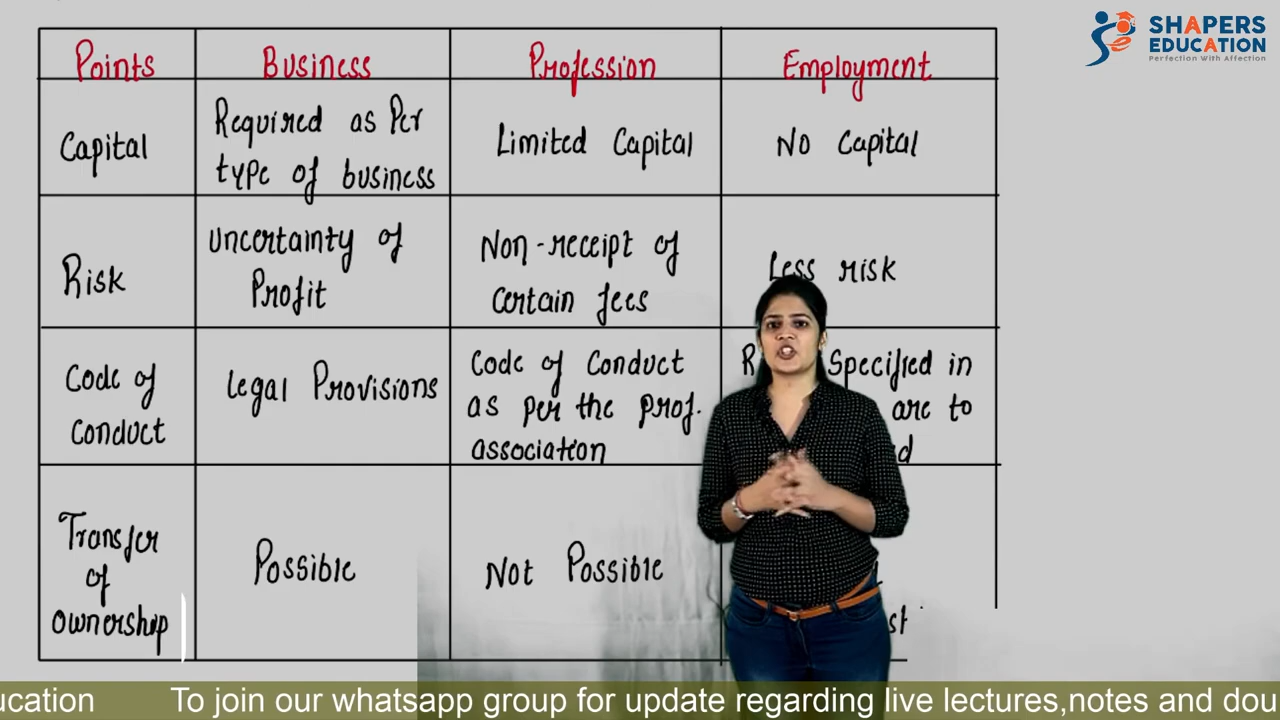 SHAPERS
EDUCATION
Perfection With Affection
Points Business Profession Employment
Capital
Required as Per
type of business
Limited Capital
No Capital
Risk
Uncertainty of
Profit
Non-receipt of
Certain fees
Less risk
Code of
Conduct
Legal Provisions
Code of Conduct
as per the prof.
association
Specified in
are to
Transfer
of
ownership
Possible
Not Possible
To join our whatsapp group for update regarding live lectures,notes and